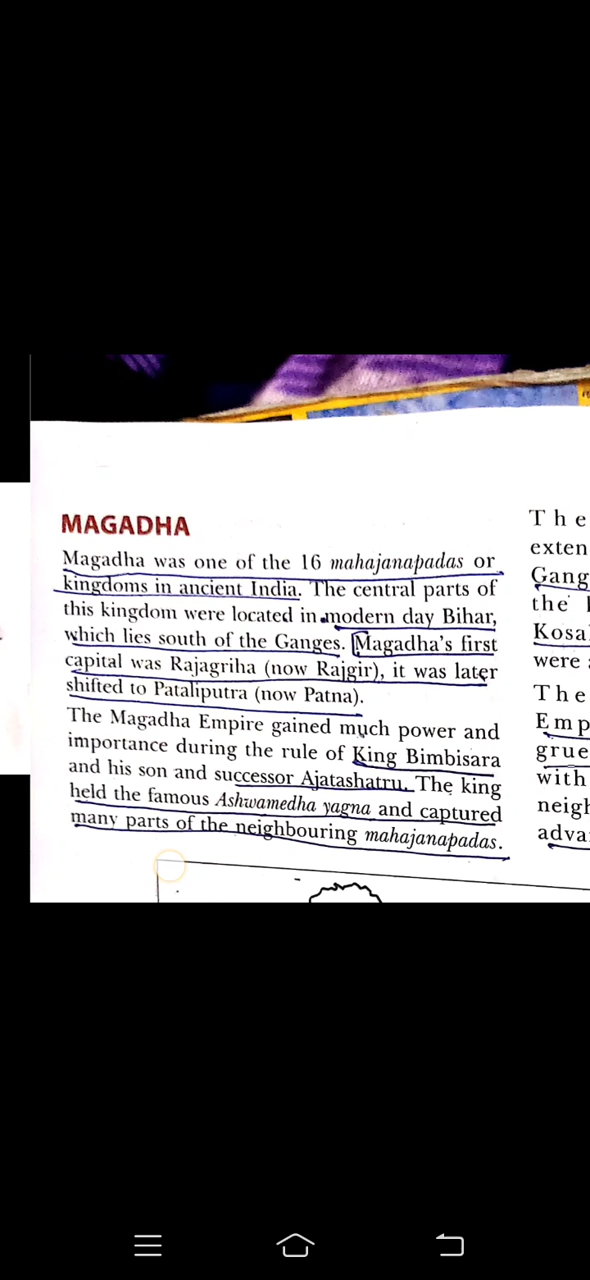 MAGADHA
Magadha was one of the 16 mahajanapadas or
kingdoms in ancient India. The central parts of
this kingdom were located in modern day Bihar,
which lies south of the Ganges. Magadha's first
capital was Rajagriha (now Rajgir), it was later
shifted to Pataliputra (now Patna).
The Magadha Empire gained much power and
importance during the rule of King Bimbisara
and his son and successor Ajatashatru. The king
held the famous Ashwamedha yagna and captured
many parts of the neighbouring mahajanapadas.
The
exten
Gang
the
Kosa
were
The
Emp
grue
with
neigh
adva